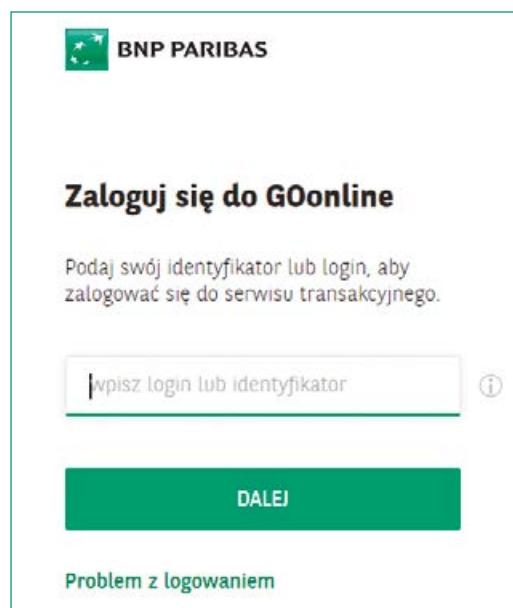 BNP PARIBAS
Zaloguj się do GOonline
Podaj swój identyfikator lub login, aby
zalogować się do serwisu transakcyjnego.
wpisz login lub identyfikator
DALEJ
Problem z logowaniem